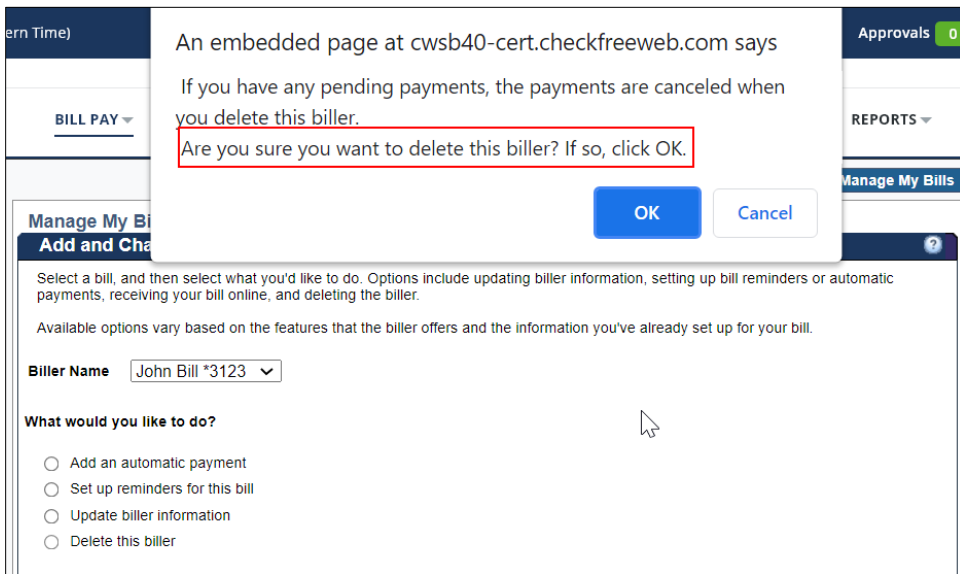 ern Time)
Approvals 0
An embedded page at cwsb40-cert.checkfreeweb.com says
If you have any pending payments, the payments are canceled when
you delete this biller.
Are you sure you want to delete this biller? If so, click OK.
OK
Cancel
BILL PAY
REPORTS
Manage My Bills
Manage My Bi
Add and Cha
?
Select a bill, and then select what you'd like to do. Options include updating biller information, setting up bill reminders or automatic
payments, receiving your bill online, and deleting the biller.
Available options vary based on the features that the biller offers and the information you've already set up for your bill.
Biller Name John Bill *3123
What would you like to do?
Add an automatic payment
Set up reminders for this bill
Update biller information
Delete this biller